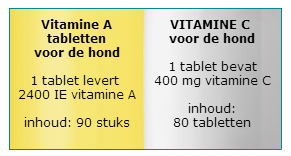 Vitamine A
tabletten
voor de hond
1 tablet levert
2400 IE vitamine A
inhoud: 90 stuks
VITAMINE C
voor de hond
1 tablet bevat
400 mg vitamine C
inhoud:
80 tabletten